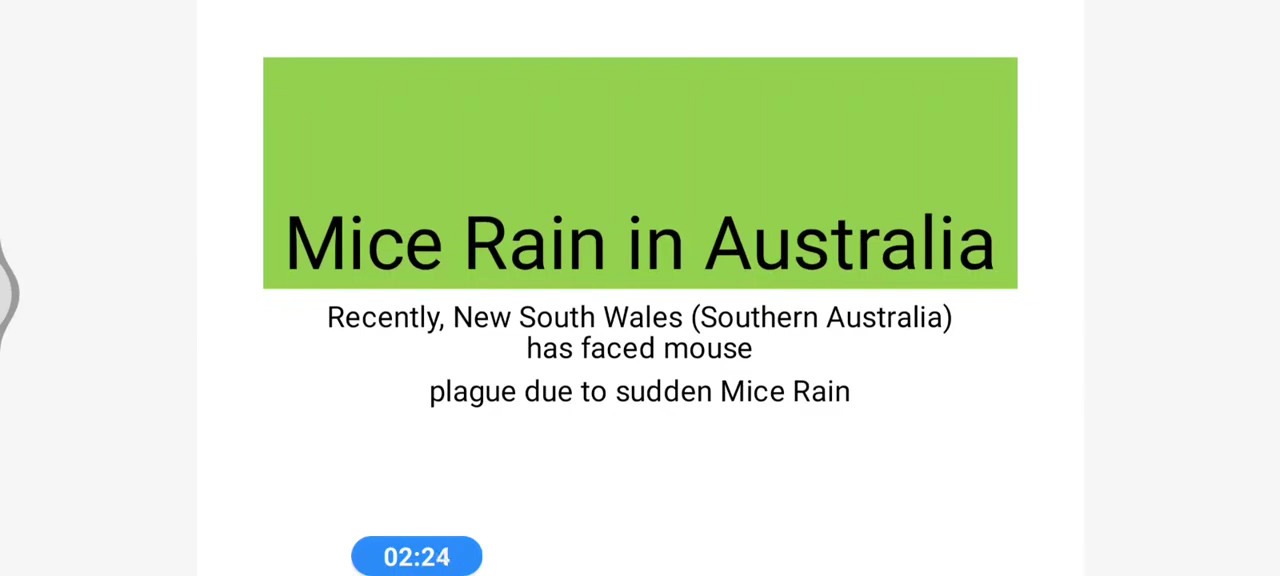 Mice Rain in Australia
Recently, New South Wales (Southern Australia)
has faced mouse
plague due to sudden Mice Rain
02:24